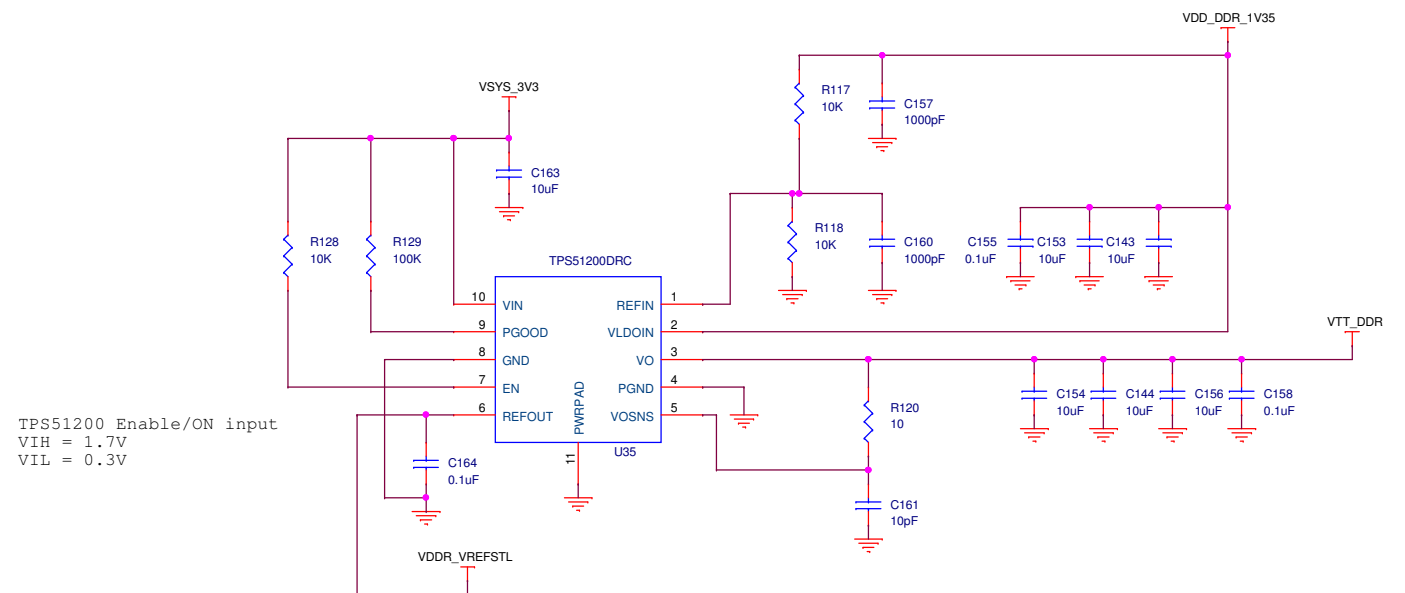 VDD_DDR_1V35
VSYS_3V3
R117
10K
C157
1000pF
C163
10uF
R128
10K
R129
100K
R118
10K
C160
1000pF
C155
0.1uF
C153
10uF
C143
10uF
TPS51200DRC
10
VIN
REFIN
1
9
PGOOD
VLDOIN
2
8
GND
VO
3
7
EN
PGND
4
6
REFOUT
VOSNS
5
PWRPAD
11
U35
VTT_DDR
R120
10
C154
10uF
C144
10uF
C156
10uF
C158
0.1uF
TPS51200 Enable/ON input
VIH = 1.7V
VIL = 0.3V
C164
0.1uF
C161
10pF
VDDR_VREFSTL